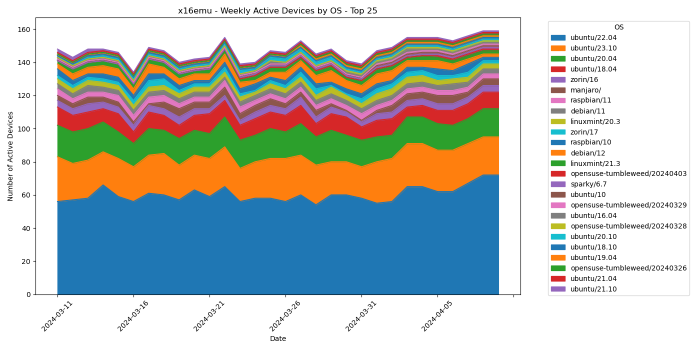 x16emu - Weekly Active Devices by OS - Top 25
Number of Active Devices
160
140
120
100
80
60
40
20
0
2024-03-11
2024-03-16
2024-03-21
2024-03-26
2024-03-31
2024-04-05
Date
OS
ubuntu/22.04
ubuntu/23.10
ubuntu/20.04
ubuntu/18.04
zorin/16
manjaro/
raspbian/11
debian/11
linuxmint/20.3
zorin/17
raspbian/10
debian/12
linuxmint/21.3
opensuse-tumbleweed/20240403
sparky/6.7
ubuntu/10
opensuse-tumbleweed/20240329
ubuntu/16.04
opensuse-tumbleweed/20240328
ubuntu/20.10
ubuntu/18.10
ubuntu/19.04
opensuse-tumbleweed/20240326
ubuntu/21.04
ubuntu/21.10